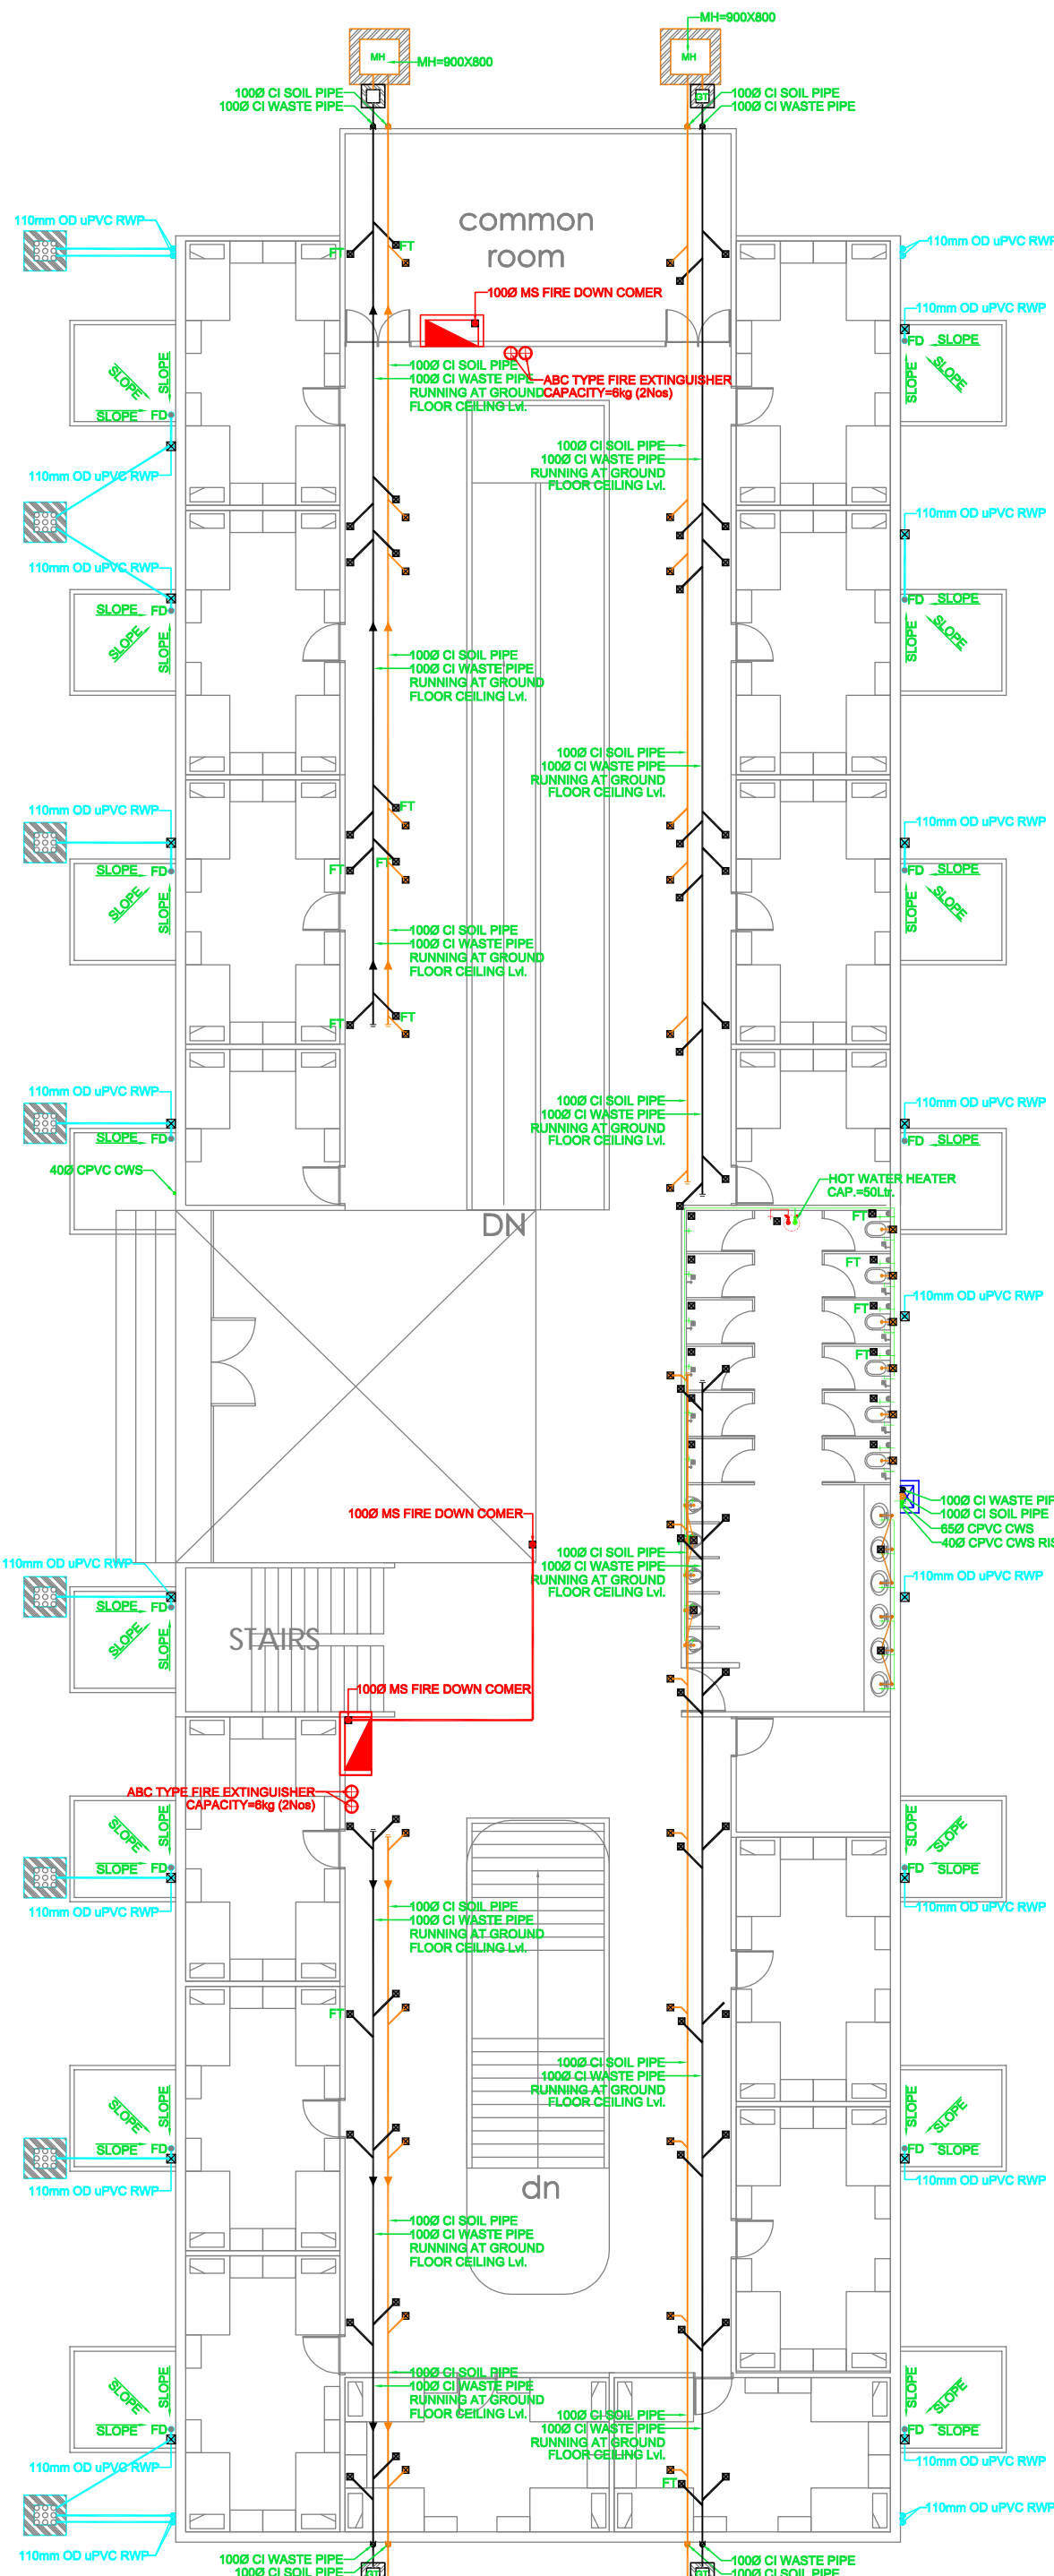 MH=900X800
MH
MH
MH=900X800
100Ø CI SOIL PIPE
100Ø CI WASTE PIPE
GT
100Ø CI SOIL PIPE
100Ø CI WASTE PIPE
common
room
110mm OD uPVC RWP
FT
FT
110mm OD uPVC RWP
100Ø MS FIRE DOWN COMER
110mm OD uPVC RWP
SLOPE
SLOPE
SLOPE
FD
FD
SLOPE
SLOPE
SLOPE
100Ø CI SOIL PIPE
100Ø CI WASTE PIPE
RUNNING AT GROUND
FLOOR CEILING Lvl.
ABC TYPE FIRE EXTINGUISHER
CAPACITY=6kg (2Nos)
100Ø CI SOIL PIPE
100Ø CI WASTE PIPE
RUNNING AT GROUND
FLOOR CEILING Lvl.
110mm OD uPVC RWP
110mm OD uPVC RWP
110mm OD uPVC RWP
SLOPE
FD
SLOPE
SLOPE
FD
SLOPE
SLOPE
SLOPE
100Ø CI SOIL PIPE
100Ø CI WASTE PIPE
RUNNING AT GROUND
FLOOR CEILING Lvl.
100Ø CI SOIL PIPE
100Ø CI WASTE PIPE
RUNNING AT GROUND
FLOOR CEILING Lvl.
110mm OD uPVC RWP
FT
110mm OD uPVC RWP
FT
FT
SLOPE
FD
SLOPE
SLOPE
FD
SLOPE
SLOPE
SLOPE
100Ø CI SOIL PIPE
100Ø CI WASTE PIPE
RUNNING AT GROUND
FLOOR CEILING Lvl.
FT
FT
110mm OD uPVC RWP
100Ø CI SOIL PIPE
100Ø CI WASTE PIPE
RUNNING AT GROUND
FLOOR CEILING Lvl.
110mm OD uPVC RWP
SLOPE
FD
FD
SLOPE
40Ø CPVC CWS
HOT WATER HEATER
CAP.=50Ltr.
DN
FT
FT
FT
FT
110mm OD uPVC RWP
100Ø MS FIRE DOWN COMER
100Ø CI WASTE PIP
100Ø CI SOIL PIPE
65Ø CPVC CWS
40Ø CPVC CWS RIS
110mm OD uPVC RWP
100Ø CI SOIL PIPE
100Ø CI WASTE PIPE
RUNNING AT GROUND
FLOOR CEILING Lvl.
110mm OD uPVC RWP
SLOPE
FD
SLOPE
SLOPE
STAIRS
100Ø MS FIRE DOWN COMER
ABC TYPE FIRE EXTINGUISHER
CAPACITY=6kg (2Nos)
SLOPE
SLOPE
SLOPE
FD
SLOPE
SLOPE
FD
SLOPE
110mm OD uPVC RWP
110mm OD uPVC RWP
100Ø CI SOIL PIPE
100Ø CI WASTE PIPE
RUNNING AT GROUND
FLOOR CEILING Lvl.
FT
100Ø CI SOIL PIPE
100Ø CI WASTE PIPE
RUNNING AT GROUND
FLOOR CEILING Lvl.
SLOPE
SLOPE
SLOPE
FD
SLOPE
SLOPE
FD
SLOPE
110mm OD uPVC RWP
110mm OD uPVC RWP
dn
100Ø CI SOIL PIPE
100Ø CI WASTE PIPE
RUNNING AT GROUND
FLOOR CEILING Lvl.
100Ø CI SOIL PIPE
100Ø CI WASTE PIPE
RUNNING AT GROUND
FLOOR CEILING Lvl.
100Ø CI SOIL PIPE
100Ø CI WASTE PIPE
RUNNING AT GROUND
FLOOR CEILING Lvl.
SLOPE
SLOPE
SLOPE
FD
SLOPE
SLOPE
FD
SLOPE
110mm OD uPVC RWP
110mm OD uPVC RWP
FT
110mm OD uPVC RWP
110mm OD uPVC RWP
100Ø CI WASTE PIPE
100Ø CI SOIL PIPE
GT
GT
100Ø CI WASTE PIPE
100Ø CI SOIL PIPE